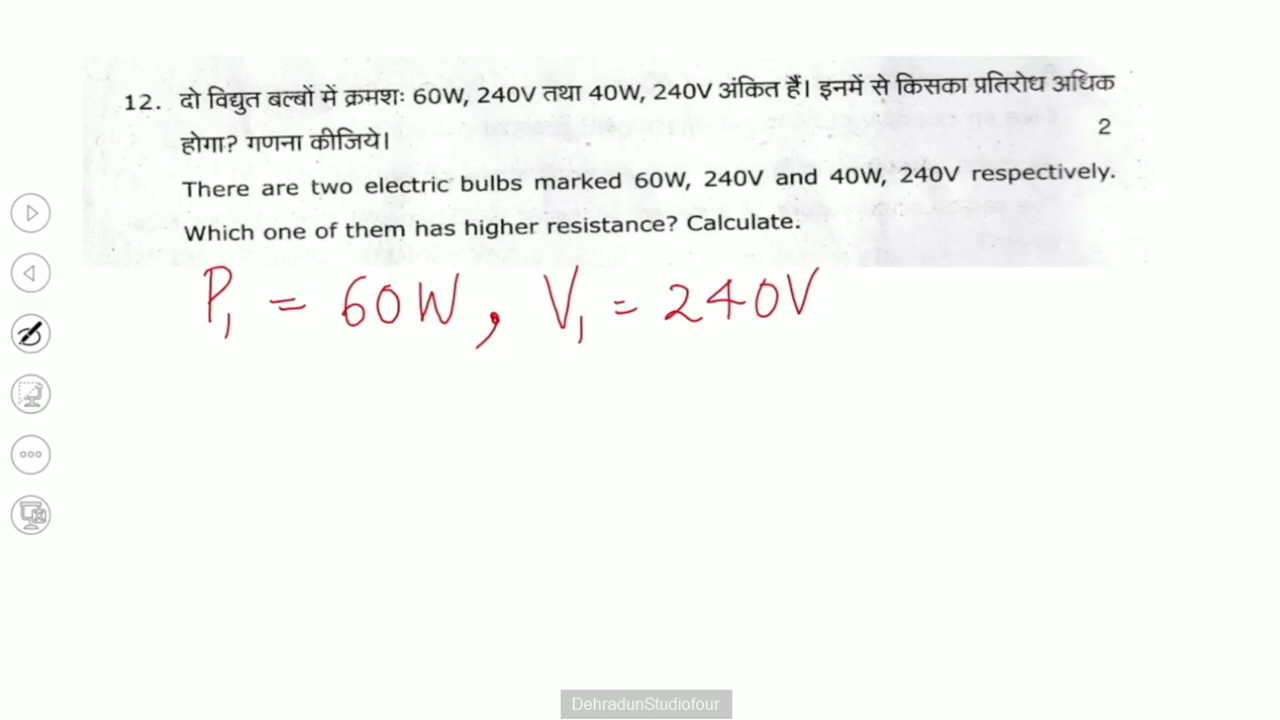 12. दो विद्युत बल्बों में क्रमशः 60W, 240V तथा 40W, 240V अंकित हैं। इनमें से किसका प्रतिरोध अधिक
होगा? गणना कीजिये।
2
There are two electric bulbs marked 60W, 240V and 40W, 240V respectively.
Which one of them has higher resistance? Calculate.
P₁ = 60W, V₁ = 240V
DehradunStudiofour